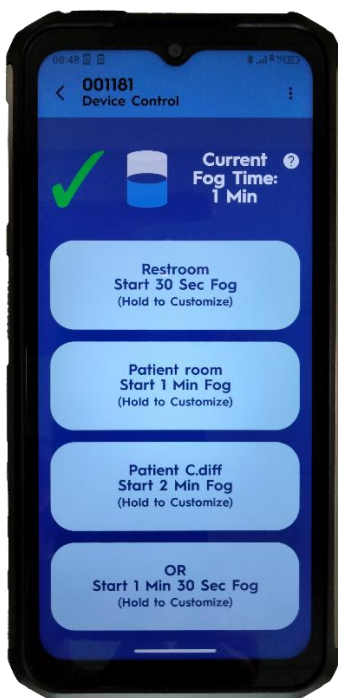 08:48
001181
Device Control
Current
Fog Time:
1 Min
?
Restroom
Start 30 Sec Fog
(Hold to Customize)
Patient room
Start 1 Min Fog
(Hold to Customize)
Patient C.diff
Start 2 Min Fog
(Hold to Customize)
OR
Start 1 Min 30 Sec Fog
(Hold to Customize)